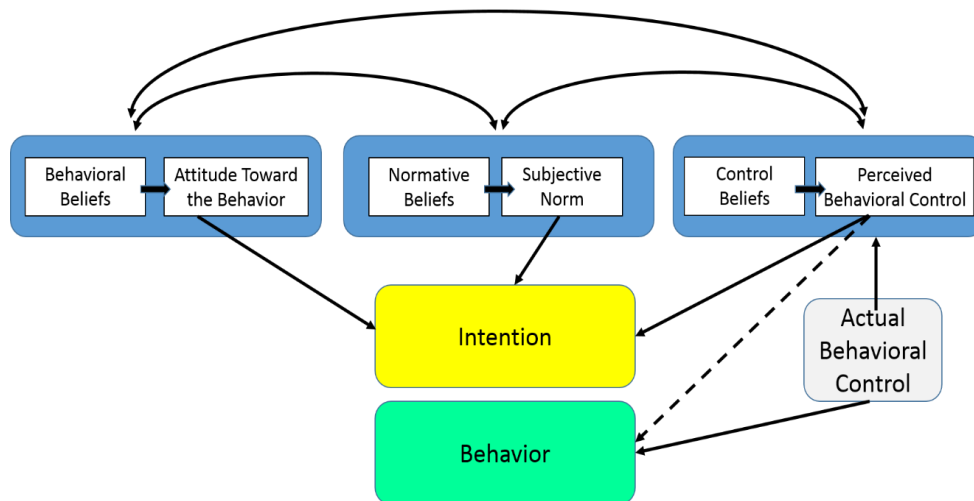 Behavioral
Beliefs
Attitude Toward
the Behavior
Normative
Beliefs
Subjective
Norm
Control
Beliefs
Perceived
Behavioral Control
Intention
Actual
Behavioral
Control
Behavior